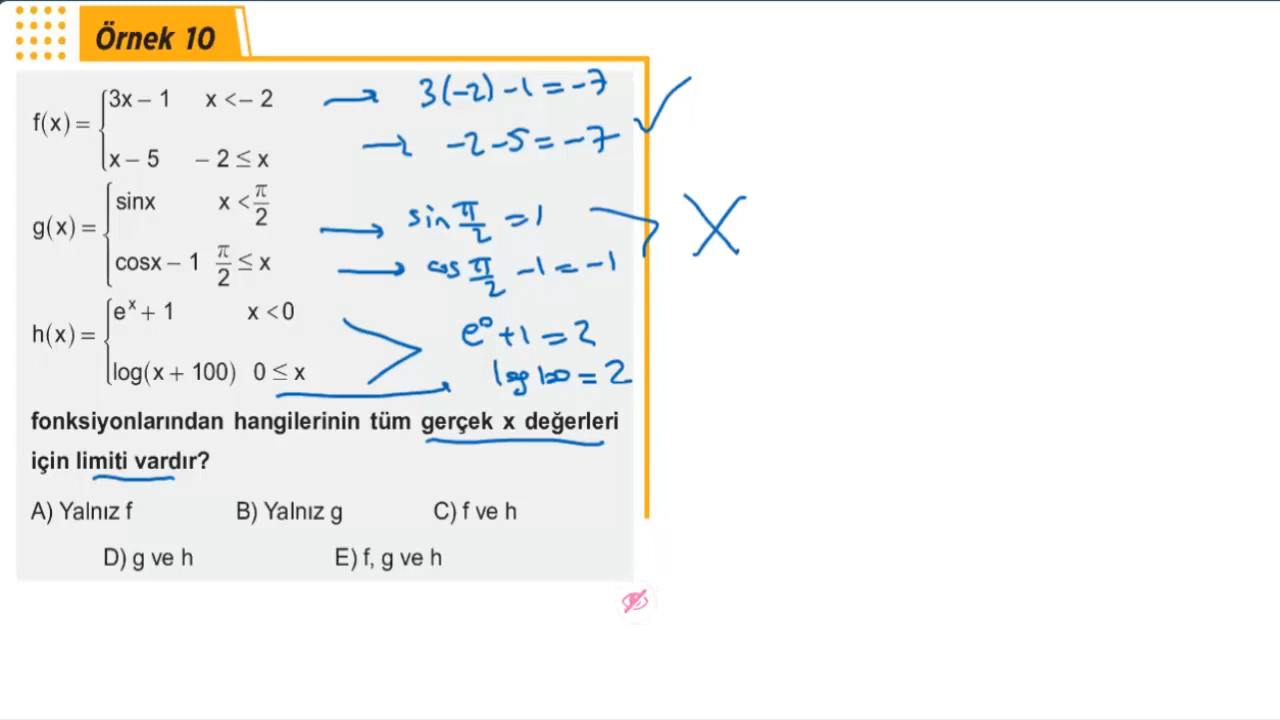 Örnek 10
f(x) = { 3x – 1 x < – 2 → 3(-2) -1 = -7
x – 5 – 2 ≤ x → -2 -5 = -7 ✓
g(x) = { sinx x < π/2 → sin π/2 = 1
cosx – 1 π/2 ≤ x → cos π/2 -1 = -1 X
h(x) = { eˣ + 1 x < 0 e⁰ + 1 = 2
log(x + 100) 0 ≤ x log 100 = 2
fonksiyonlarından hangilerinin tüm gerçek x değerleri
için limiti vardır?
A) Yalnız f B) Yalnız g C) f ve h
D) g ve h E) f, g ve h